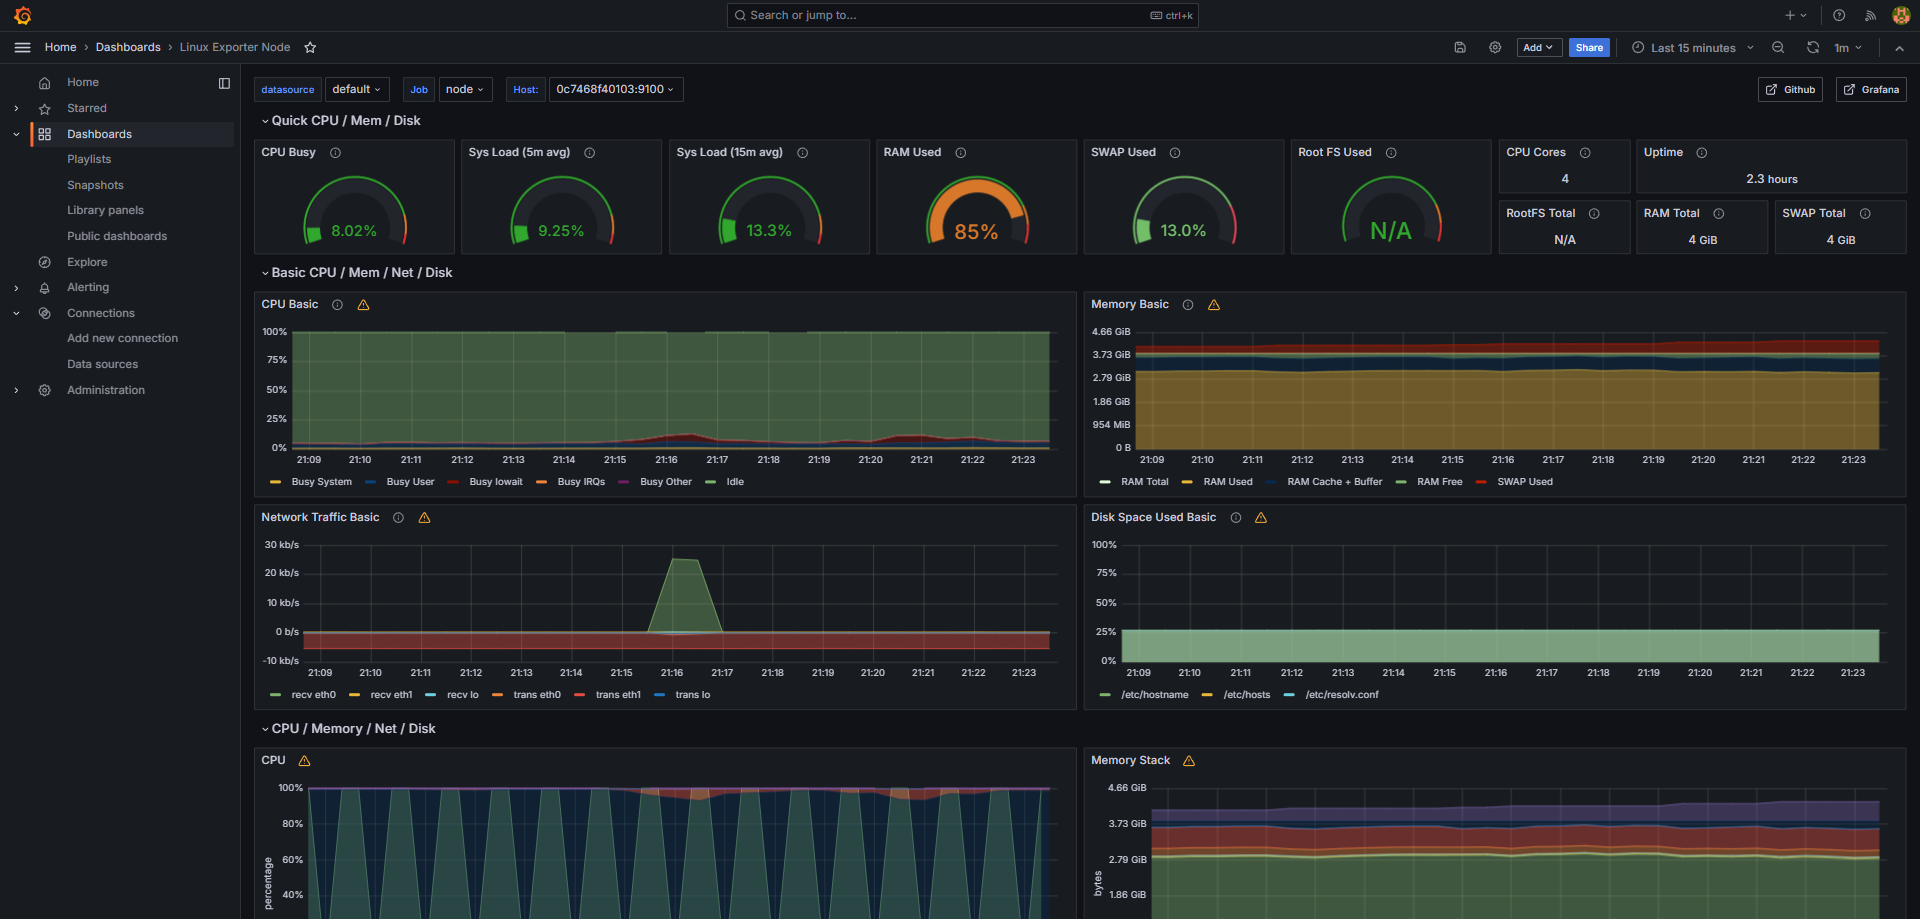 Search or jump to...
ctrl+k
Home
Dashboards
Linux Exporter Node
Add
Share
Last 15 minutes
1m
Home
Starred
Dashboards
Playlists
Snapshots
Library panels
Public dashboards
Explore
Alerting
Connections
Add new connection
Data sources
Administration
datasource default Job node Host: 0c7468f40103:9100
Github
Grafana
Quick CPU / Mem / Disk
CPU Busy
8.02%
Sys Load (5m avg)
9.25%
Sys Load (15m avg)
13.3%
RAM Used
85%
SWAP Used
13.0%
Root FS Used
N/A
CPU Cores
4
Uptime
2.3 hours
RootFS Total
N/A
RAM Total
4 GiB
SWAP Total
4 GiB
Basic CPU / Mem / Net / Disk
CPU Basic
100%
75%
50%
25%
0%
21:09 21:10 21:11 21:12 21:13 21:14 21:15 21:16 21:17 21:18 21:19 21:20 21:21 21:22 21:23
Busy System Busy User Busy Iowait Busy IRQs Busy Other Idle
Memory Basic
4.66 GiB
3.73 GiB
2.79 GiB
1.86 GiB
954 MiB
0 B
21:09 21:10 21:11 21:12 21:13 21:14 21:15 21:16 21:17 21:18 21:19 21:20 21:21 21:22 21:23
RAM Total RAM Used RAM Cache + Buffer RAM Free SWAP Used
Network Traffic Basic
30 kb/s
20 kb/s
10 kb/s
0 b/s
-10 kb/s
21:09 21:10 21:11 21:12 21:13 21:14 21:15 21:16 21:17 21:18 21:19 21:20 21:21 21:22 21:23
recv eth0 recv eth1 recv lo trans eth0 trans eth1 trans lo
Disk Space Used Basic
100%
75%
50%
25%
0%
21:09 21:10 21:11 21:12 21:13 21:14 21:15 21:16 21:17 21:18 21:19 21:20 21:21 21:22 21:23
/etc/hostname /etc/hosts /etc/resolv.conf
CPU / Memory / Net / Disk
CPU
percentage
100%
80%
60%
40%
Memory Stack
bytes
4.66 GiB
3.73 GiB
2.79 GiB
1.86 GiB